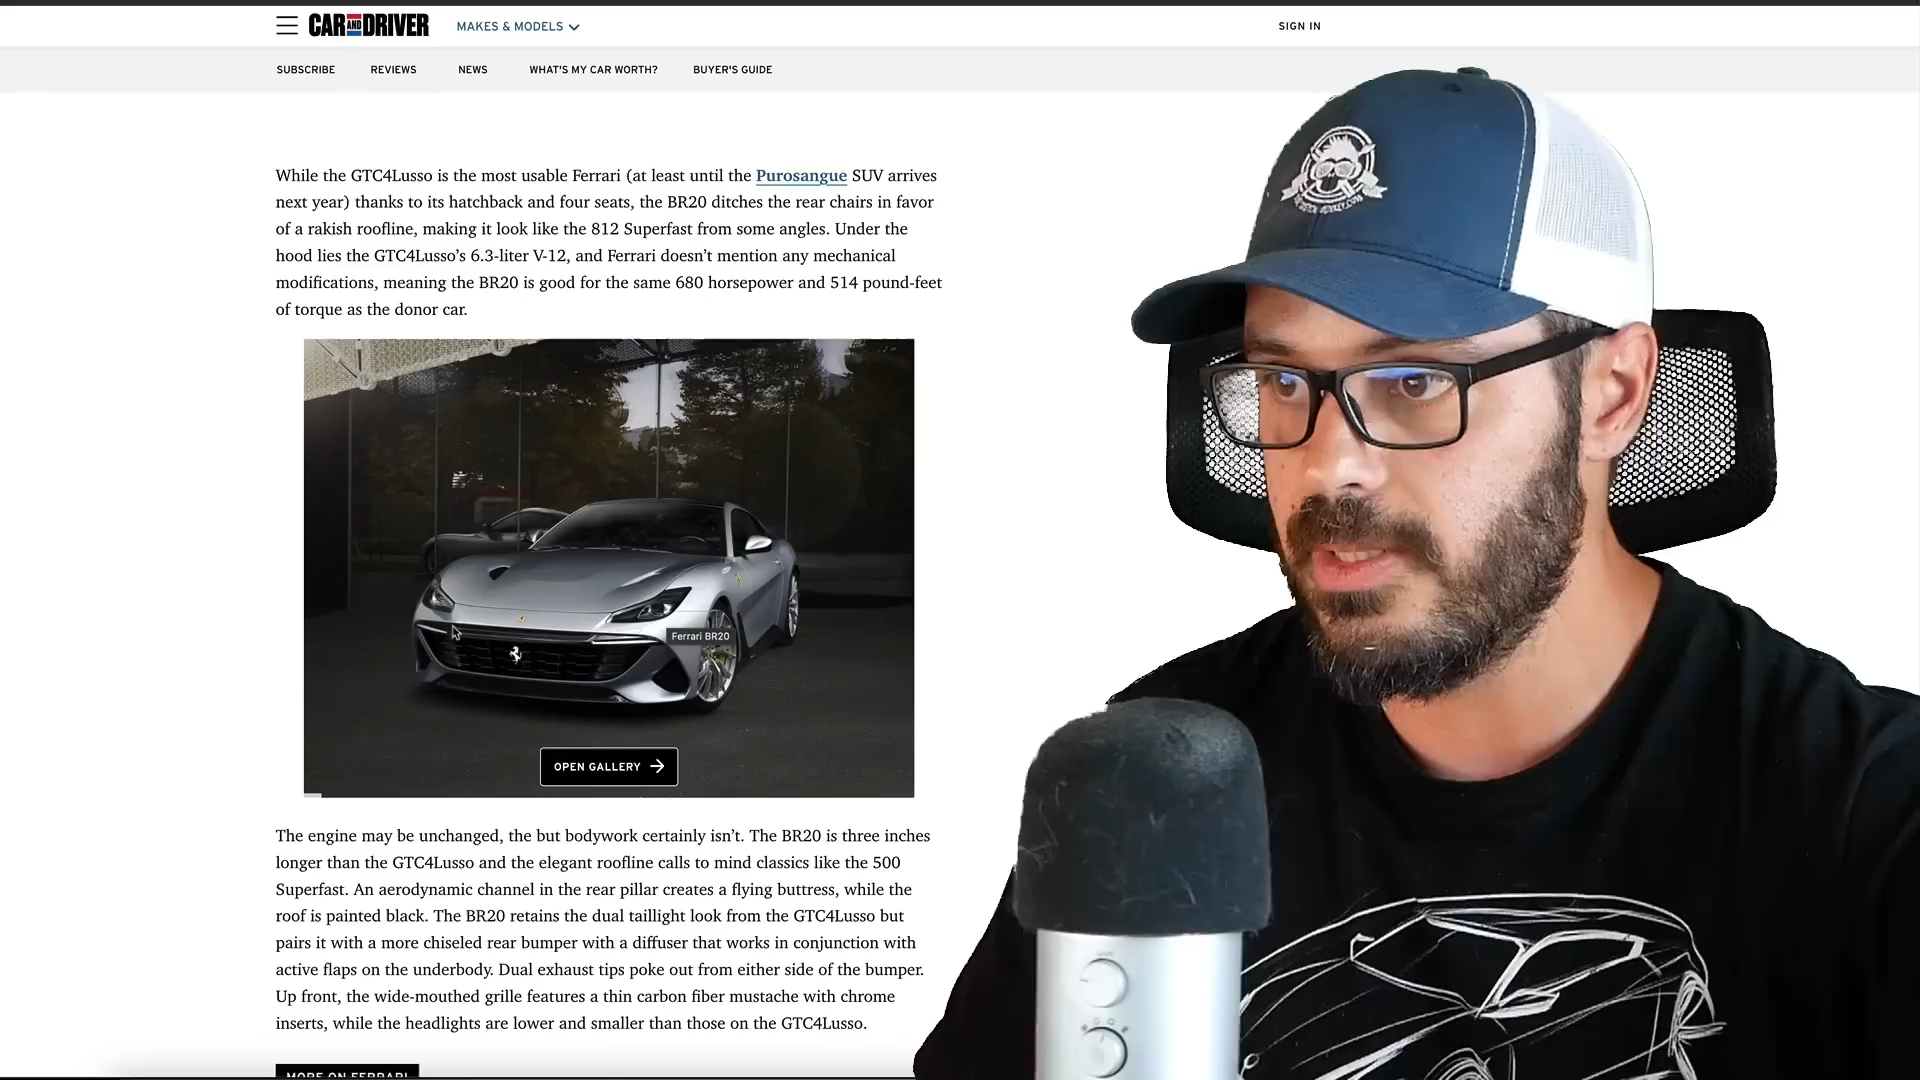 CAR AND DRIVER
MAKES & MODELS
SIGN IN
SUBSCRIBE
REVIEWS
NEWS
WHAT'S MY CAR WORTH?
BUYER'S GUIDE
While the GTC4Lusso is the most usable Ferrari (at least until the Purosangue SUV arrives
next year) thanks to its hatchback and four seats, the BR20 ditches the rear chairs in favor
of a rakish roofline, making it look like the 812 Superfast from some angles. Under the
hood lies the GTC4Lusso’s 6.3-liter V-12, and Ferrari doesn’t mention any mechanical
modifications, meaning the BR20 is good for the same 680 horsepower and 514 pound-feet
of torque as the donor car.
Ferrari BR20
OPEN GALLERY
The engine may be unchanged, the but bodywork certainly isn’t. The BR20 is three inches
longer than the GTC4Lusso and the elegant roofline calls to mind classics like the 500
Superfast. An aerodynamic channel in the rear pillar creates a flying buttress, while the
roof is painted black. The BR20 retains the dual taillight look from the GTC4Lusso but
pairs it with a more chiseled rear bumper with a diffuser that works in conjunction with
active flaps on the underbody. Dual exhaust tips poke out from either side of the bumper.
Up front, the wide-mouthed grille features a thin carbon fiber mustache with chrome
inserts, while the headlights are lower and smaller than those on the GTC4Lusso.
MORE ON FERRARI